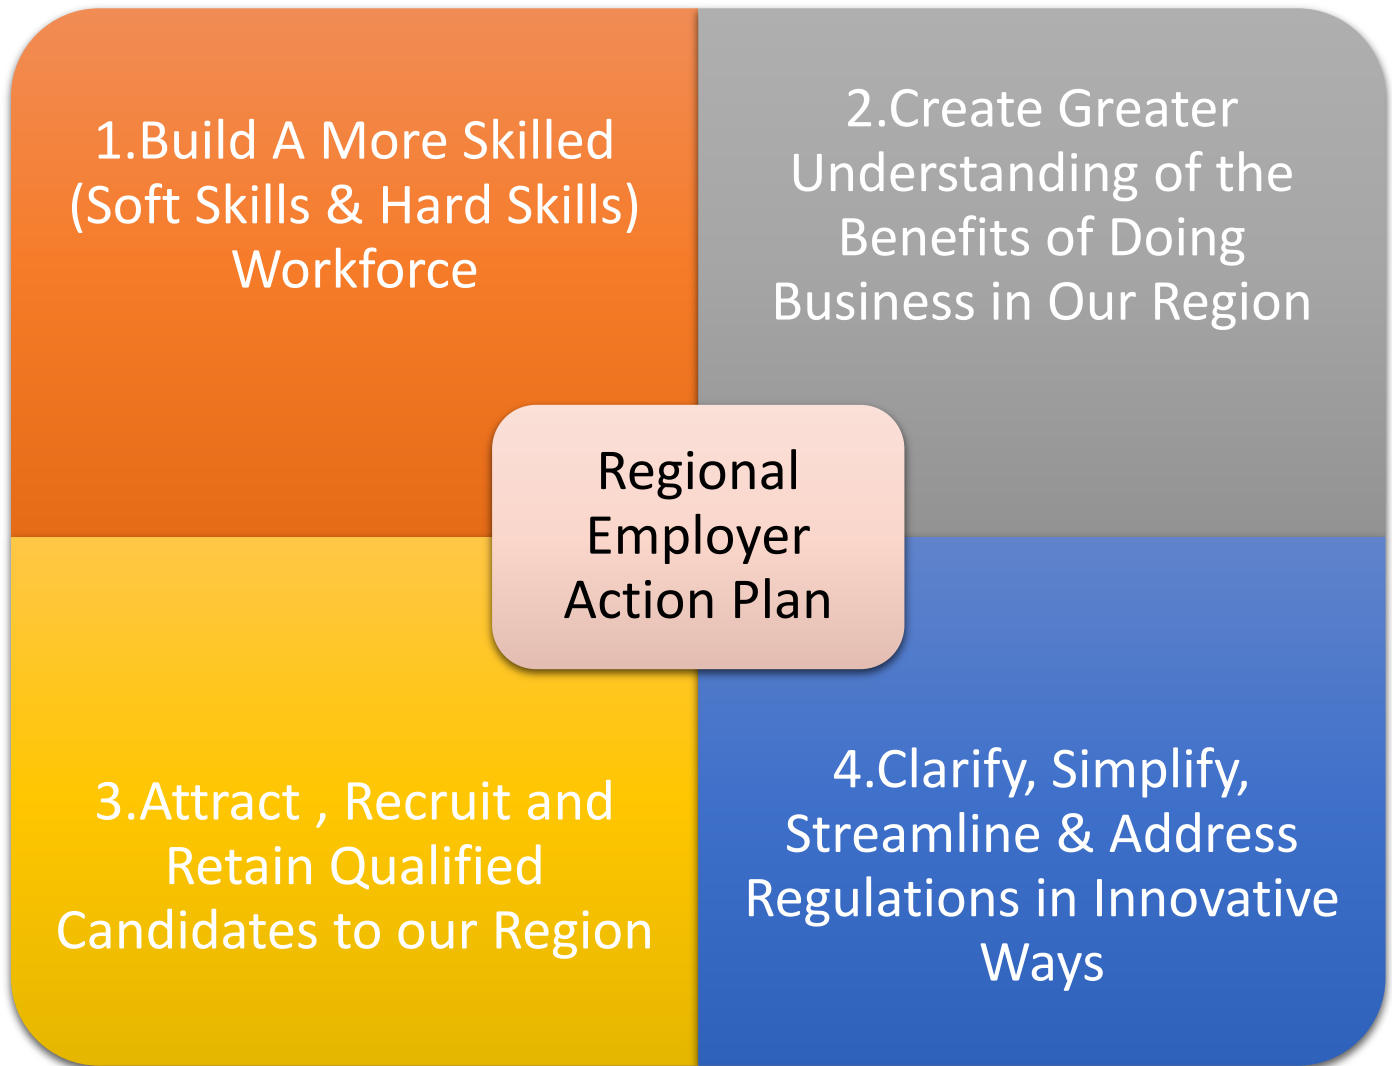 1.Build A More Skilled
(Soft Skills & Hard Skills)
Workforce
2.Create Greater
Understanding of the
Benefits of Doing
Business in Our Region
Regional
Employer
Action Plan
3.Attract , Recruit and
Retain Qualified
Candidates to our Region
4.Clarify, Simplify,
Streamline & Address
Regulations in Innovative
Ways